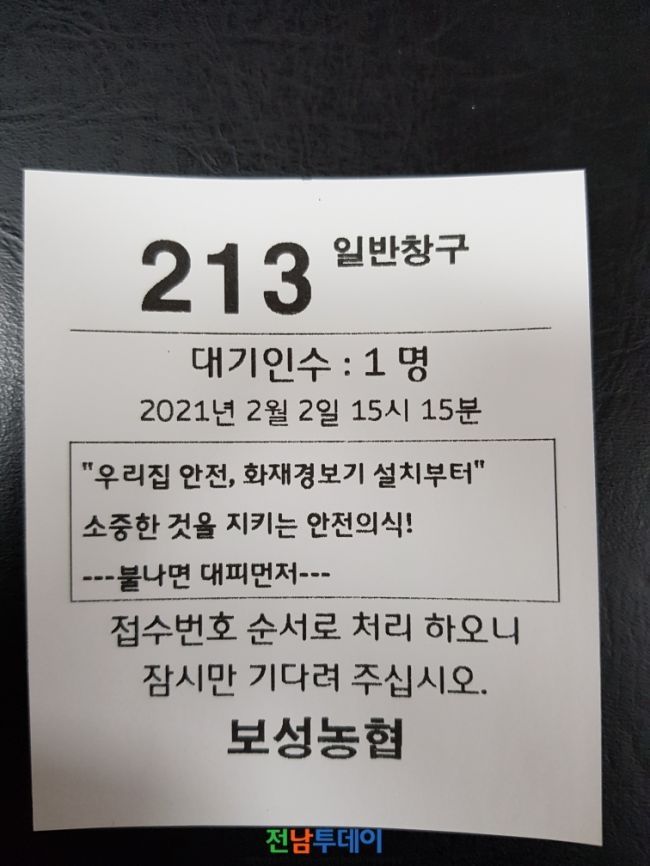 213 일반창구
대기인수 : 1 명
2021년 2월 2일 15시 15분
"우리집 안전, 화재경보기 설치부터"
소중한 것을 지키는 안전의식!
---불나면 대피먼저---
접수번호 순서로 처리 하오니
잠시만 기다려 주십시오.
보성농협
전남투데이